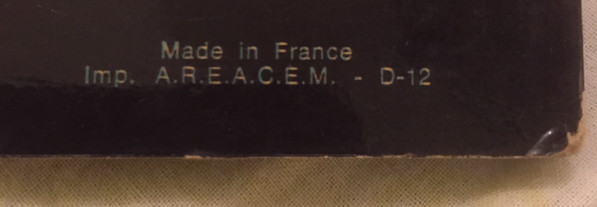 Made in France
Imp. A.R.E.A.C.E.M. - D-12